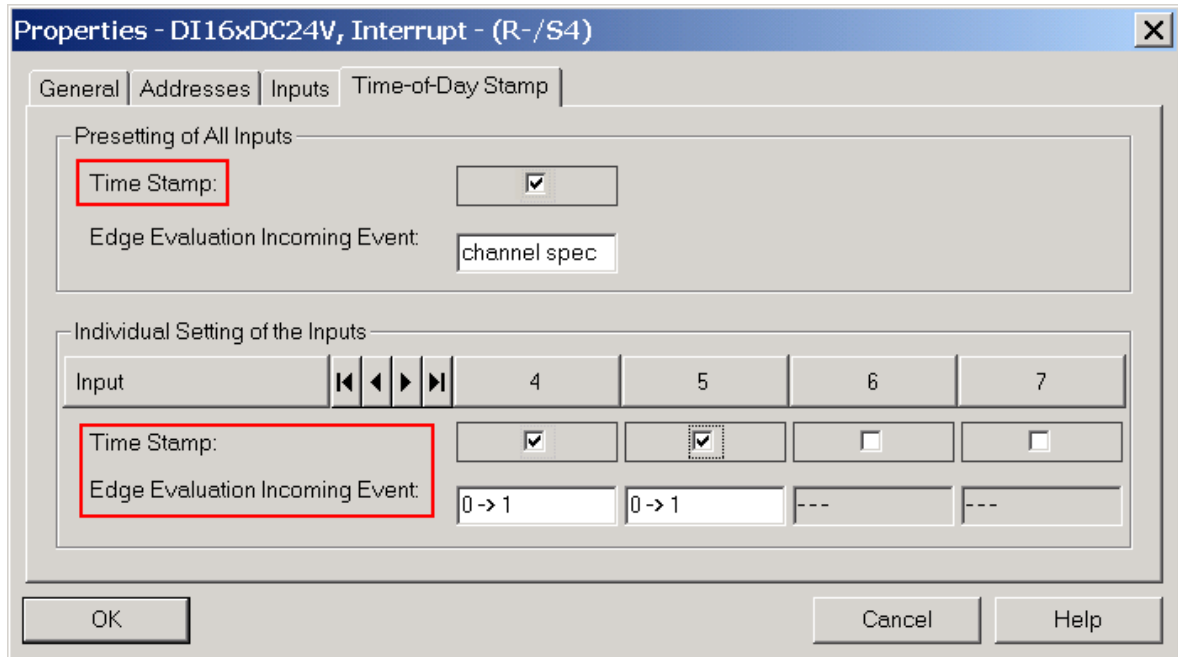 Properties - DI16xDC24V, Interrupt - (R-/S4)
General Addresses Inputs Time-of-Day Stamp
Presetting of All Inputs
Time Stamp:
Edge Evaluation Incoming Event: channel spec
Individual Setting of the Inputs
Input 4 5 6 7
Time Stamp:
Edge Evaluation Incoming Event: 0 -> 1 0 -> 1 --- ---
OK Cancel Help